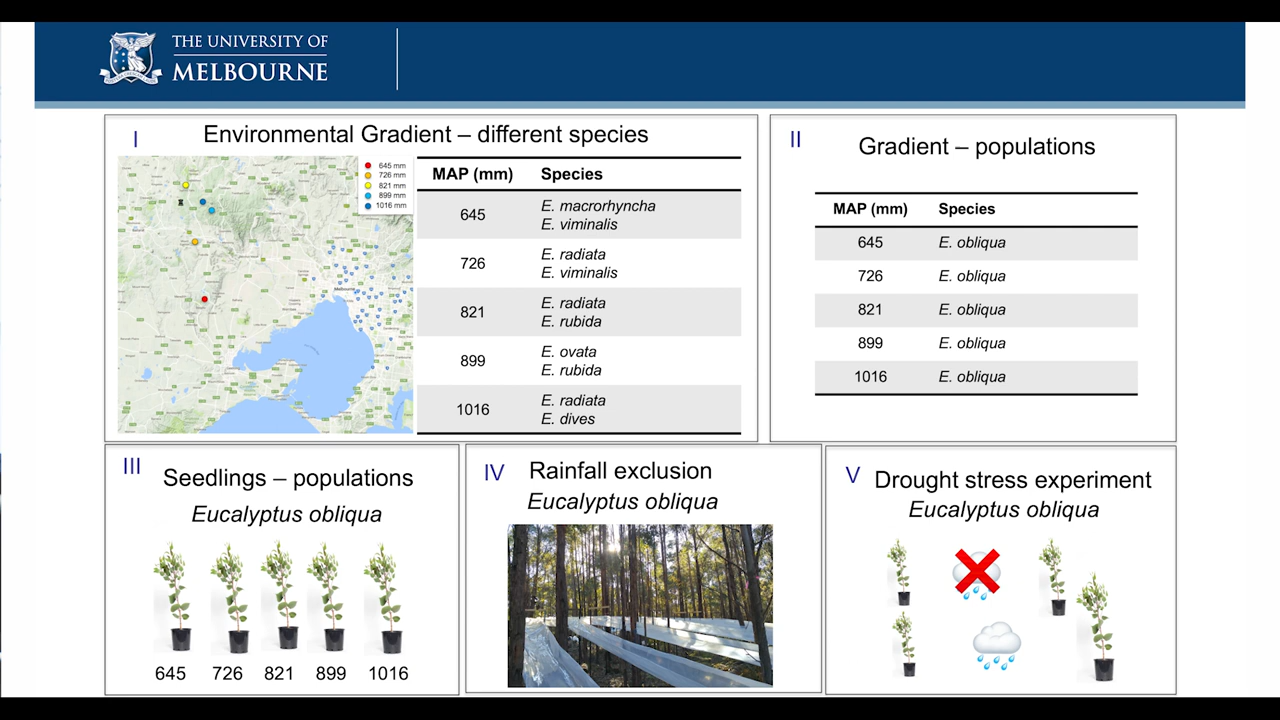 THE UNIVERSITY OF
MELBOURNE
I
Environmental Gradient – different species
645 mm
726 mm
821 mm
899 mm
1016 mm
Melbourne
MAP (mm) Species
645 E. macrorhyncha
E. viminalis
726 E. radiata
E. viminalis
821 E. radiata
E. rubida
899 E. ovata
E. rubida
1016 E. radiata
E. dives
II
Gradient – populations
MAP (mm) Species
645 E. obliqua
726 E. obliqua
821 E. obliqua
899 E. obliqua
1016 E. obliqua
III
Seedlings – populations
Eucalyptus obliqua
645 726 821 899 1016
IV
Rainfall exclusion
Eucalyptus obliqua
V
Drought stress experiment
Eucalyptus obliqua